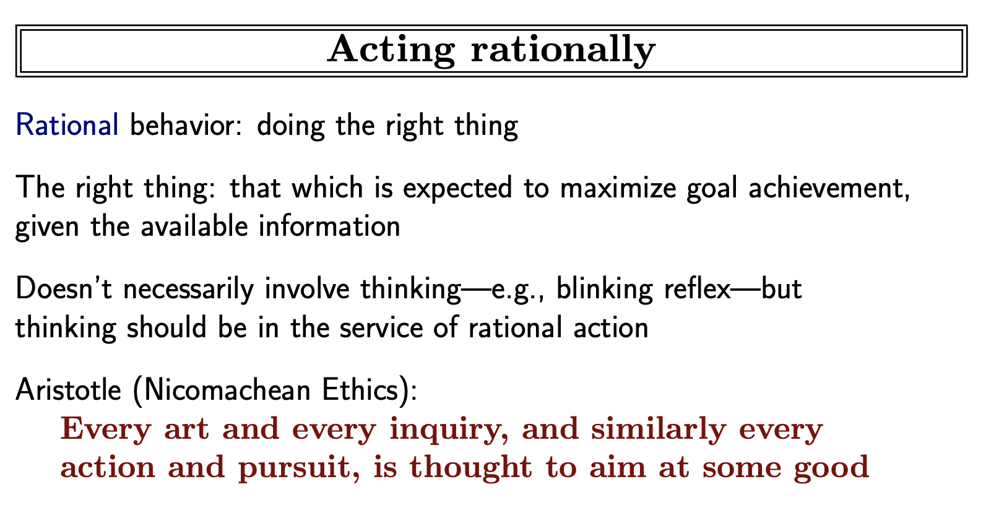 Acting rationally
Rational behavior: doing the right thing
The right thing: that which is expected to maximize goal achievement,
given the available information
Doesn't necessarily involve thinking—e.g., blinking reflex—but
thinking should be in the service of rational action
Aristotle (Nicomachean Ethics):
Every art and every inquiry, and similarly every
action and pursuit, is thought to aim at some good